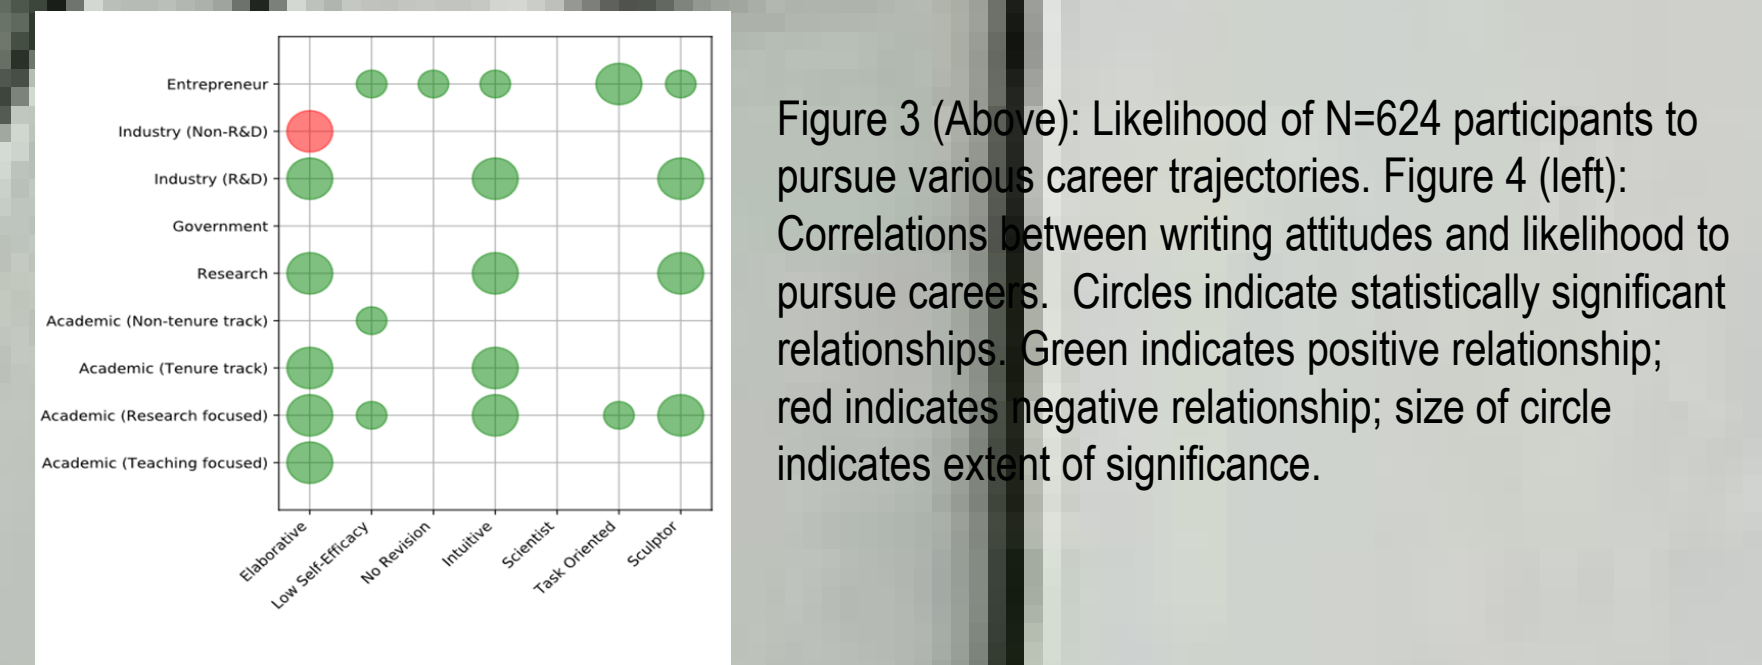 Entrepreneur
Industry (Non-R&D)
Industry (R&D)
Government
Research
Academic (Non-tenure track)
Academic (Tenure track)
Academic (Research focused)
Academic (Teaching focused)
Elaborative
Low Self-Efficacy
No Revision
Intuitive
Scientist
Task Oriented
Sculptor
Figure 3 (Above): Likelihood of N=624 participants to
pursue various career trajectories. Figure 4 (left):
Correlations between writing attitudes and likelihood to
pursue careers.  Circles indicate statistically significant
relationships. Green indicates positive relationship;
red indicates negative relationship; size of circle
indicates extent of significance.